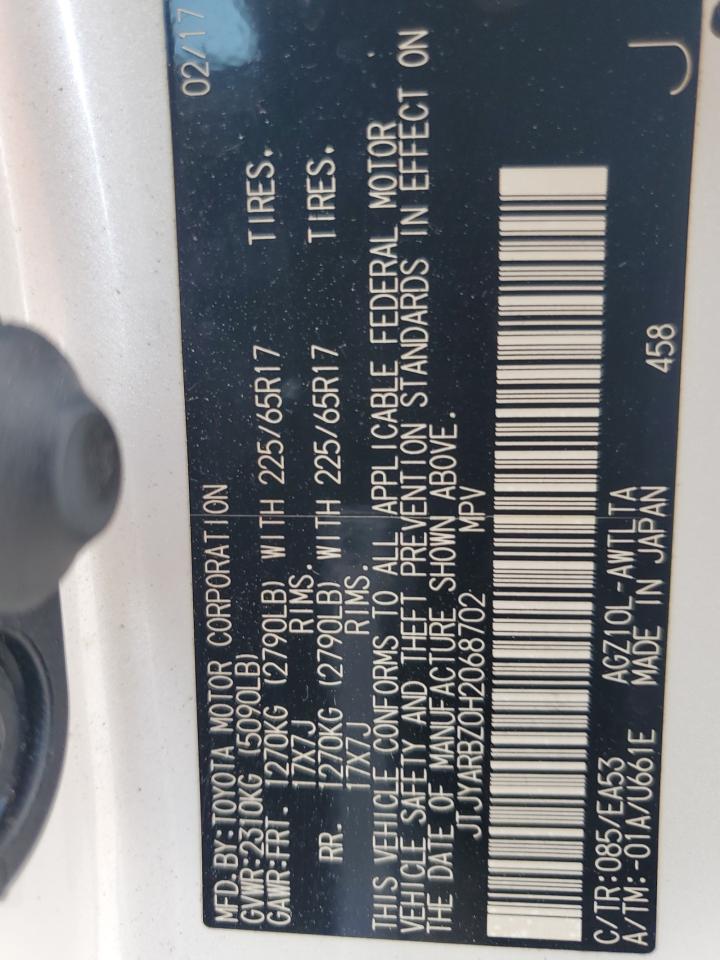 MFD.BY:TOYOTA MOTOR CORPORATION 02/17
GVWR:2310KG (5090LB)
GAWR:FRT. 1270KG (2790LB) WITH 225/65R17 TIRES.
17X7J RIMS.
RR. 1270KG (2790LB) WITH 225/65R17 TIRES.
17X7J RIMS.
THIS VEHICLE CONFORMS TO ALL APPLICABLE FEDERAL MOTOR
VEHICLE SAFETY AND THEFT PREVENTION STANDARDS IN EFFECT ON
THE DATE OF MANUFACTURE SHOWN ABOVE.
JTJYARBZ0H2068702 MPV
C/TR:085/EA53 AGZ10L-AWTLTA 458 J
A/TM:-01A/U661E MADE IN JAPAN